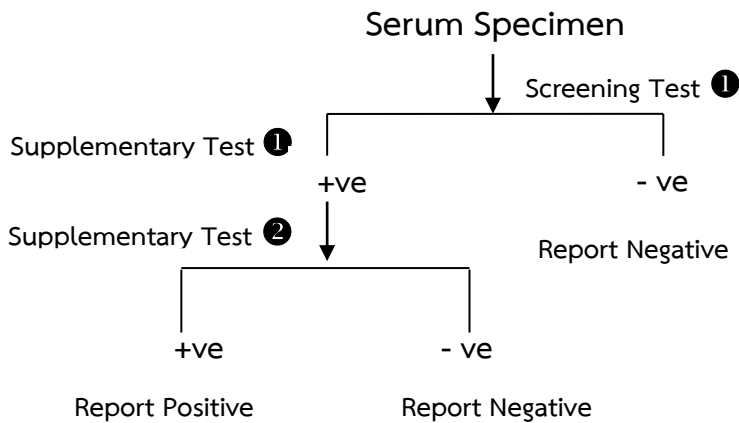 Serum Specimen
Screening Test ❶
Supplementary Test ❶
+ve
- ve
Supplementary Test ❷
Report Negative
+ve
- ve
Report Positive
Report Negative